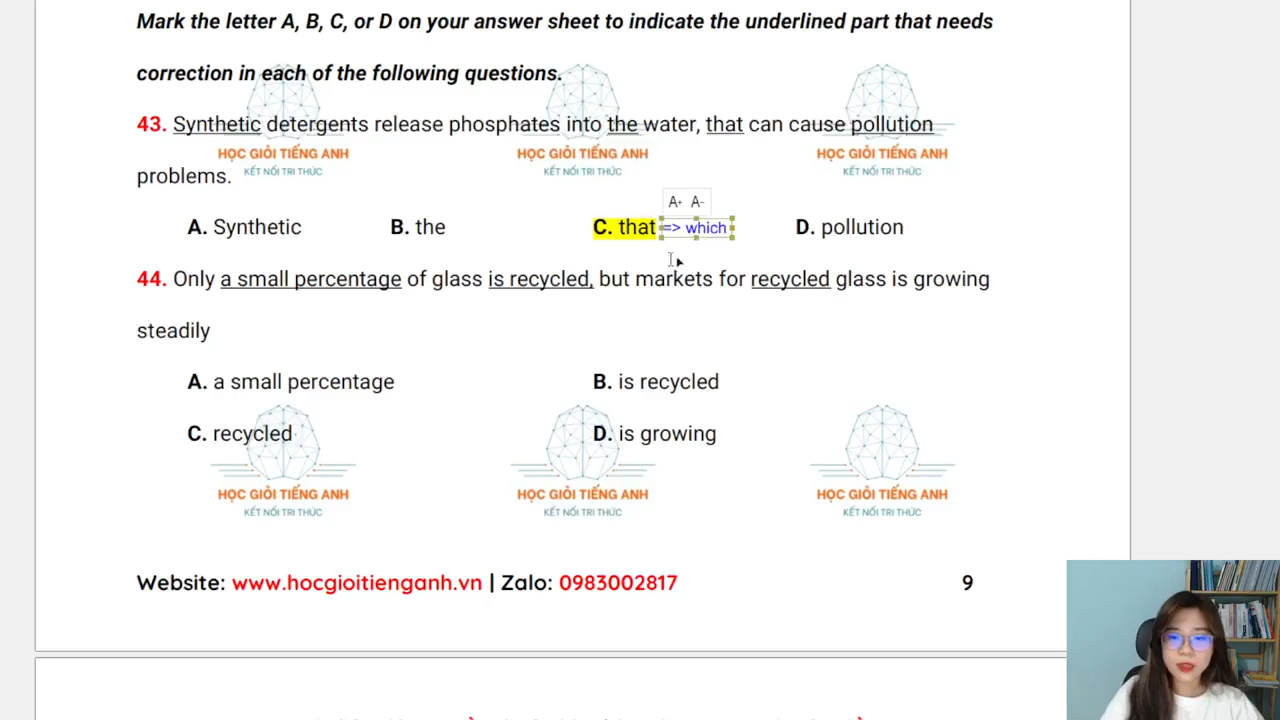 Mark the letter A, B, C, or D on your answer sheet to indicate the underlined part that needs
correction in each of the following questions.
43. Synthetic detergents release phosphates into the water, that can cause pollution
HỌC GIỎI TIẾNG ANH HỌC GIỎI TIẾNG ANH HỌC GIỎI TIẾNG ANH
KẾT NỐI TRI THỨC KẾT NỐI TRI THỨC KẾT NỐI TRI THỨC
problems.
A+ A-
A. Synthetic B. the C. that => which D. pollution
44. Only a small percentage of glass is recycled, but markets for recycled glass is growing
steadily
A. a small percentage B. is recycled
C. recycled D. is growing
HỌC GIỎI TIẾNG ANH HỌC GIỎI TIẾNG ANH HỌC GIỎI TIẾNG ANH
KẾT NỐI TRI THỨC KẾT NỐI TRI THỨC KẾT NỐI TRI THỨC
Website: www.hocgioitienganh.vn | Zalo: 0983002817 9